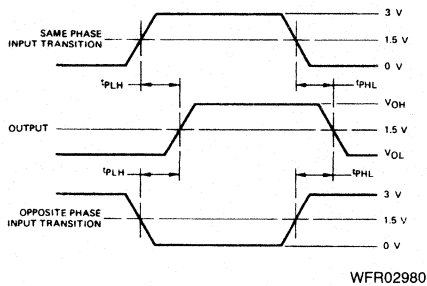 SAME PHASE
INPUT TRANSITION
3 V
1.5 V
0 V
tPLH
tPHL
OUTPUT
VOH
1.5 V
VOL
tPLH
tPHL
OPPOSITE PHASE
INPUT TRANSITION
3 V
1.5 V
0 V
WFR02980